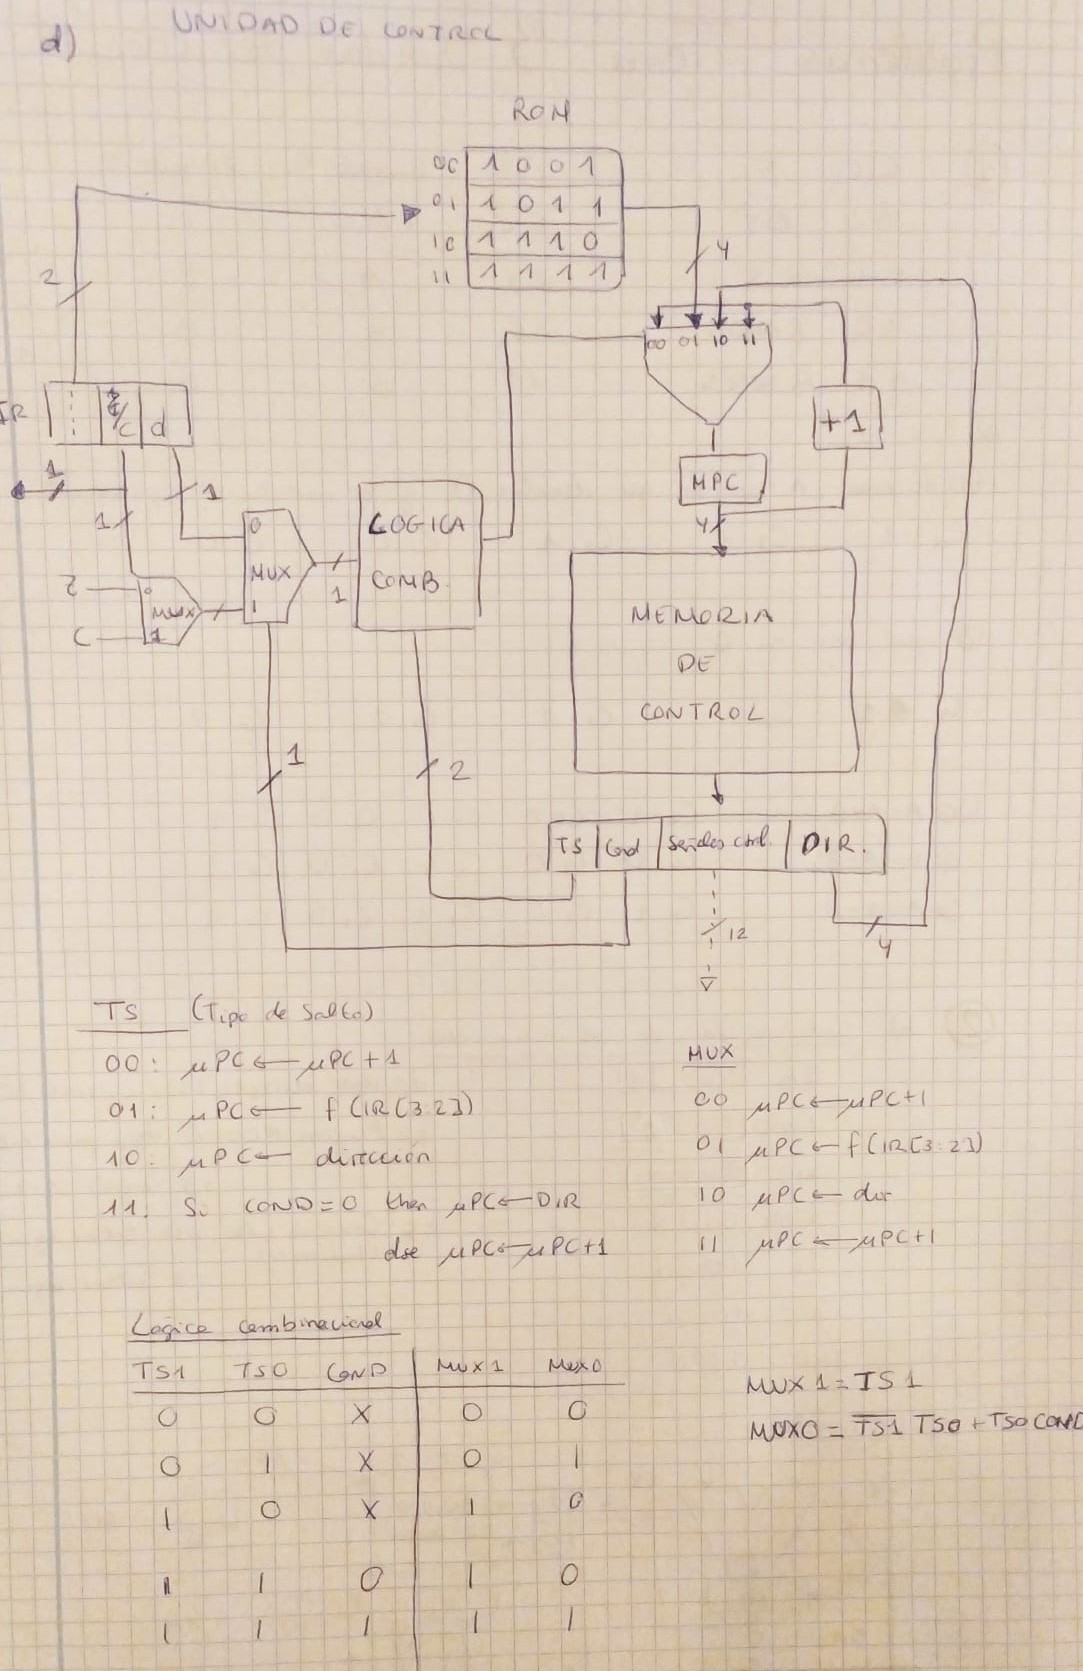 d) UNIDAD DE CONTROL
ROM
00 1 0 0 1
01 1 0 1 1
10 1 1 1 0
11 1 1 1 1
4
2
00 01 10 11
IR
/C d
+1
1
1
1
MPC
4
0
MUX
1
LOGICA
COMB.
1
Z
0
MUX
C
1
MEMORIA
DE
CONTROL
1
2
TS Cond Señales ctrl. DIR.
12
4
TS (Tipo de Salto)
00: μPC ← μPC + 1
01: μPC ← f(IR[3:2])
10: μPC ← dirección
11. Si COND=0 then μPC ← DIR
else μPC ← μPC+1
MUX
00 μPC ← μPC+1
01 μPC ← f(IR[3:2])
10 μPC ← dir
11 μPC ← μPC+1
Logica combinacional
TS1 TS0 COND MUX1 MUX0
0 0 X 0 0
0 1 X 0 1
1 0 X 1 0
1 1 0 1 0
1 1 1 1 1
MUX1 = TS1
MUX0 = T̅S̅1̅ TS0 + TS0 COND